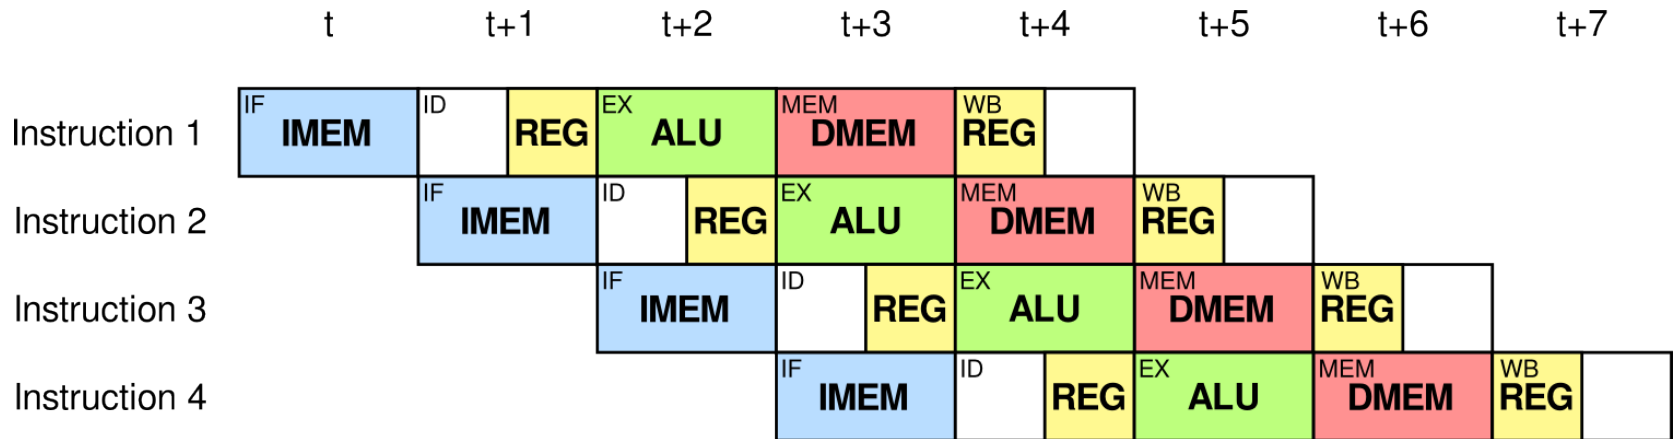 t t+1 t+2 t+3 t+4 t+5 t+6 t+7
IF ID EX MEM WB
Instruction 1 IMEM REG ALU DMEM REG
IF ID EX MEM WB
Instruction 2 IMEM REG ALU DMEM REG
IF ID EX MEM WB
Instruction 3 IMEM REG ALU DMEM REG
IF ID EX MEM WB
Instruction 4 IMEM REG ALU DMEM REG